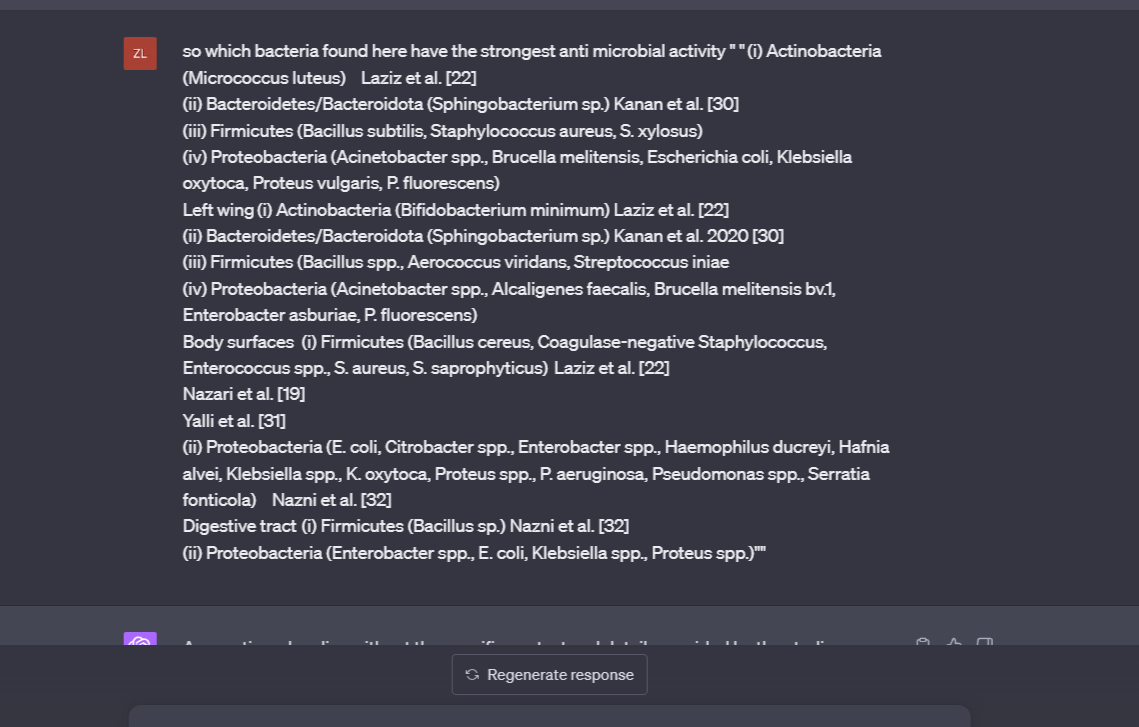 ZL
so which bacteria found here have the strongest anti microbial activity " "(i) Actinobacteria
(Micrococcus luteus) Laziz et al. [22]
(ii) Bacteroidetes/Bacteroidota (Sphingobacterium sp.) Kanan et al. [30]
(iii) Firmicutes (Bacillus subtilis, Staphylococcus aureus, S. xylosus)
(iv) Proteobacteria (Acinetobacter spp., Brucella melitensis, Escherichia coli, Klebsiella
oxytoca, Proteus vulgaris, P. fluorescens)
Left wing (i) Actinobacteria (Bifidobacterium minimum) Laziz et al. [22]
(ii) Bacteroidetes/Bacteroidota (Sphingobacterium sp.) Kanan et al. 2020 [30]
(iii) Firmicutes (Bacillus spp., Aerococcus viridans, Streptococcus iniae
(iv) Proteobacteria (Acinetobacter spp., Alcaligenes faecalis, Brucella melitensis bv.1,
Enterobacter asburiae, P. fluorescens)
Body surfaces (i) Firmicutes (Bacillus cereus, Coagulase-negative Staphylococcus,
Enterococcus spp., S. aureus, S. saprophyticus) Laziz et al. [22]
Nazari et al. [19]
Yalli et al. [31]
(ii) Proteobacteria (E. coli, Citrobacter spp., Enterobacter spp., Haemophilus ducreyi, Hafnia
alvei, Klebsiella spp., K. oxytoca, Proteus spp., P. aeruginosa, Pseudomonas spp., Serratia
fonticola) Nazni et al. [32]
Digestive tract (i) Firmicutes (Bacillus sp.) Nazni et al. [32]
(ii) Proteobacteria (Enterobacter spp., E. coli, Klebsiella spp., Proteus spp.)""
Regenerate response